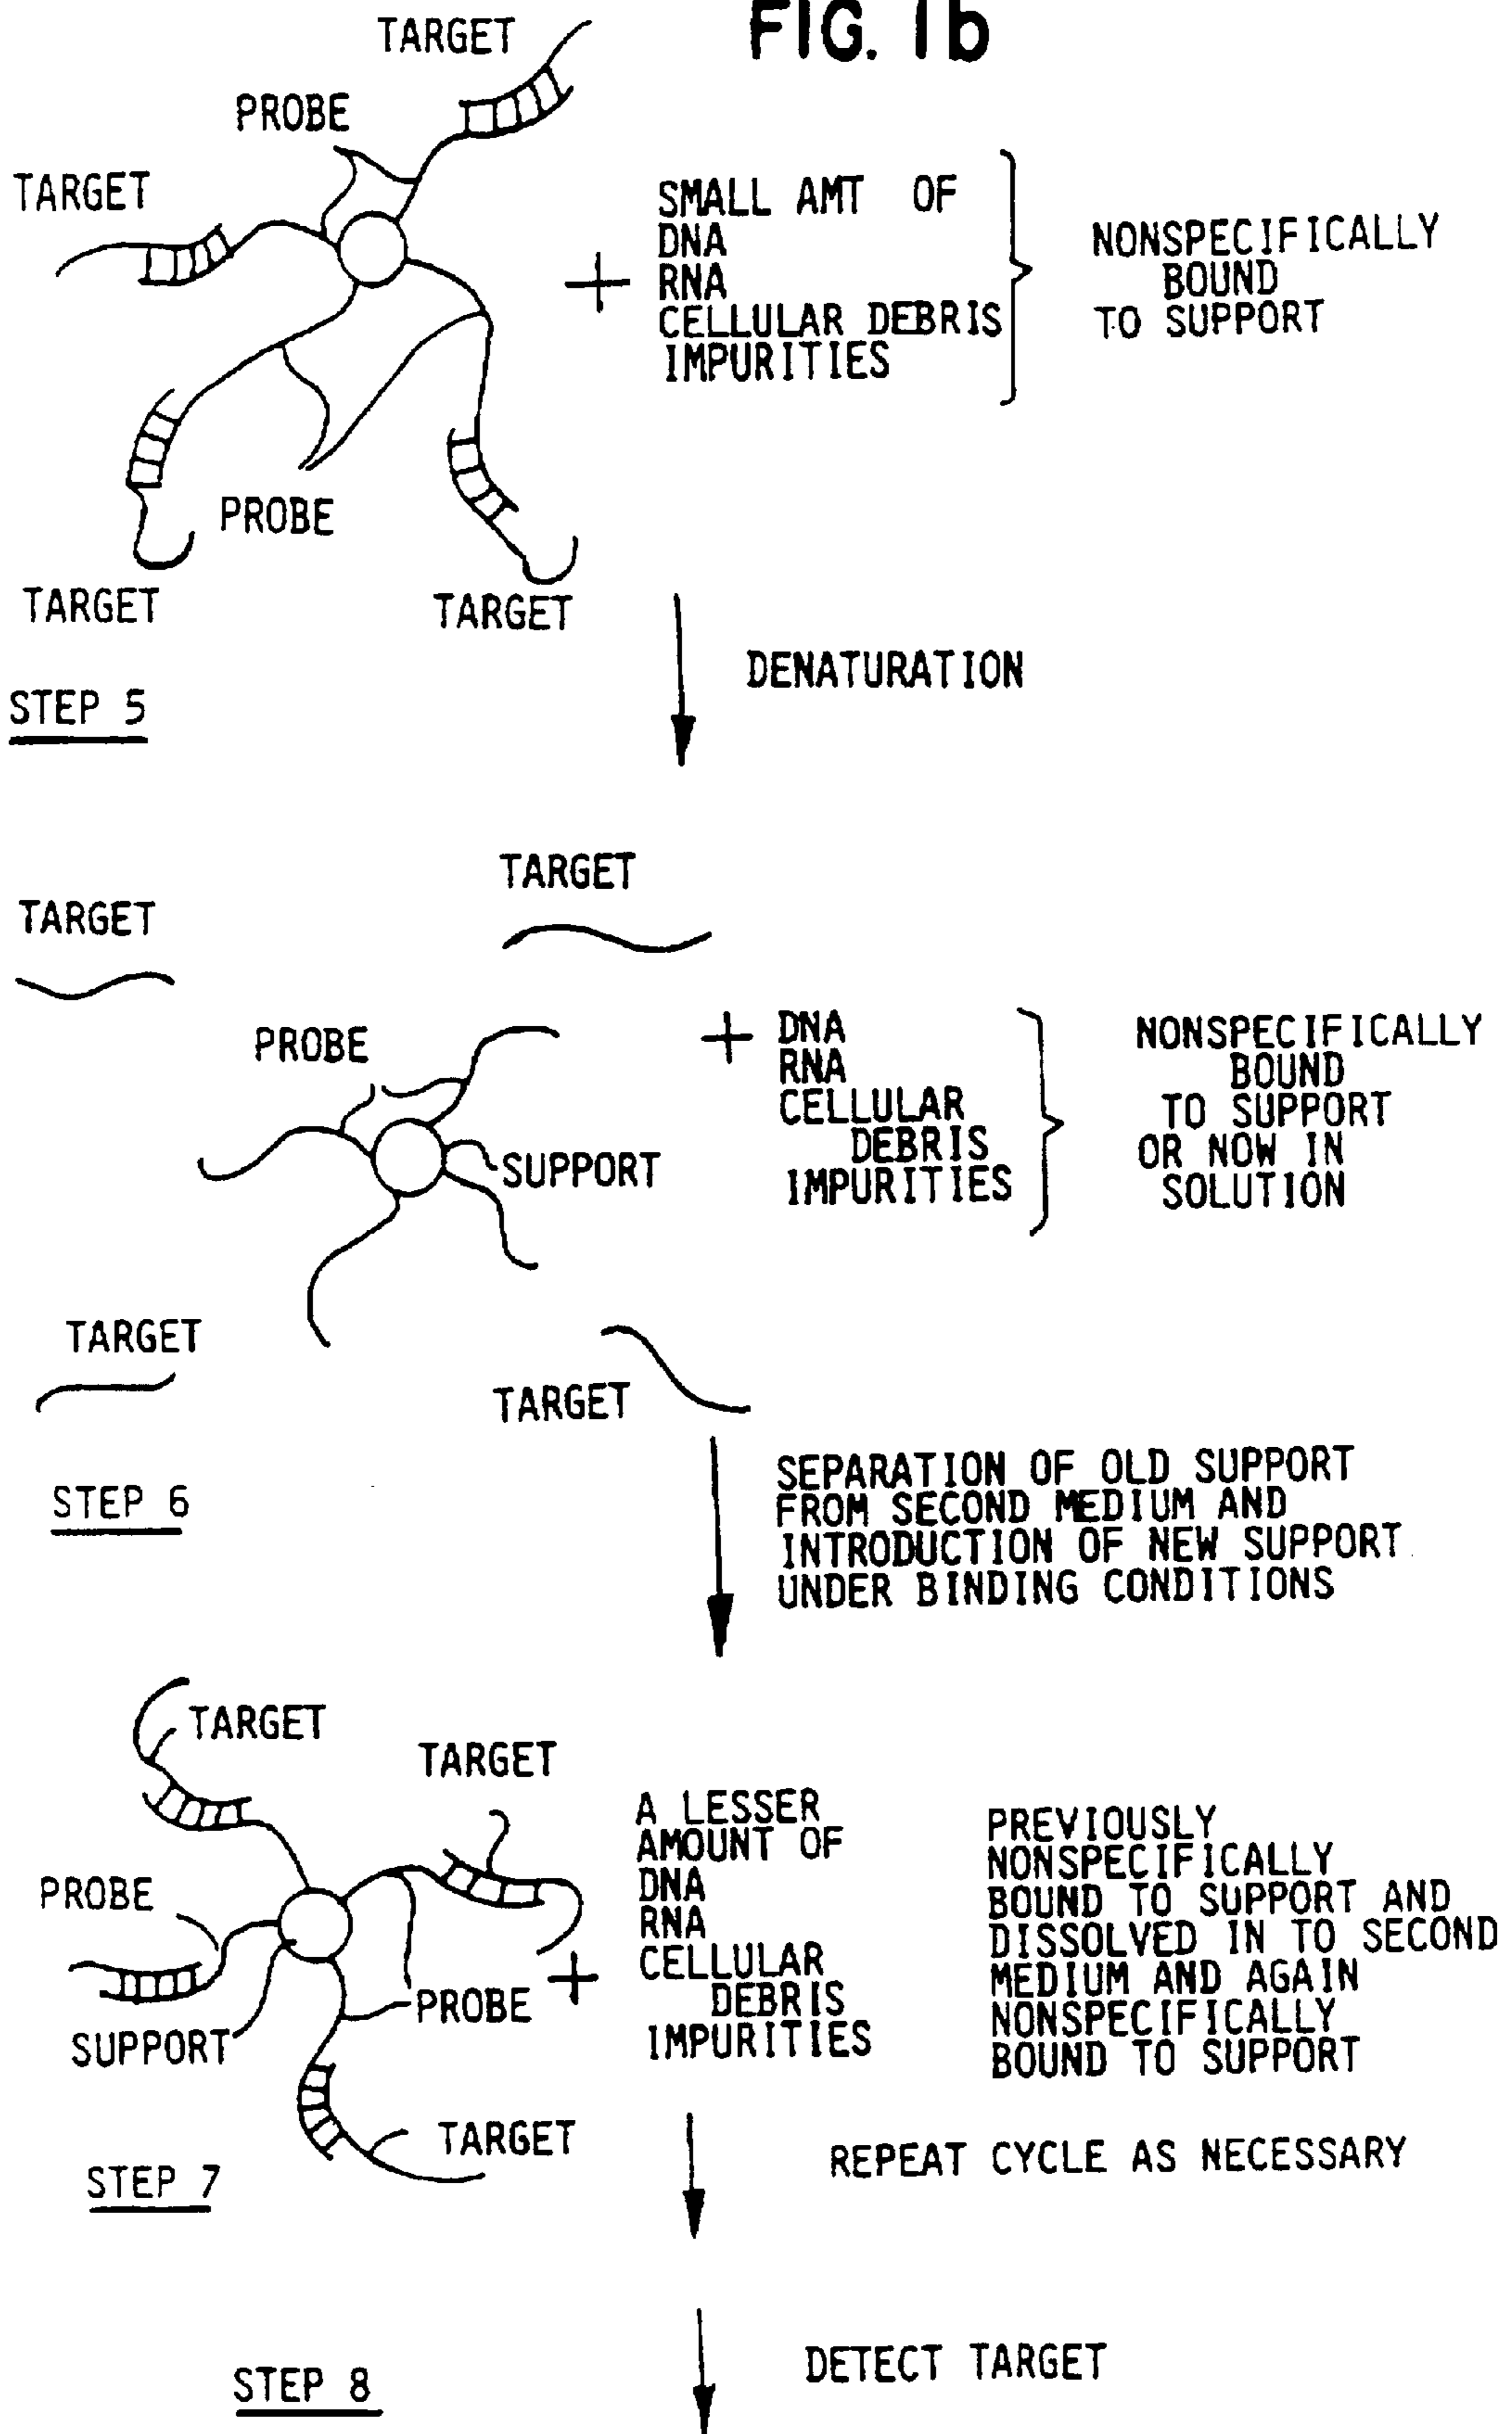 FIG. 1b
TARGET
PROBE
TARGET
SMALL AMT OF
DNA
RNA
CELLULAR DEBRIS
IMPURITIES
NONSPECIFICALLY
BOUND
TO SUPPORT
+
PROBE
TARGET
TARGET
DENATURATION
STEP 5
TARGET
TARGET
PROBE
SUPPORT
+ DNA
RNA
CELLULAR
DEBRIS
IMPURITIES
NONSPECIFICALLY
BOUND
TO SUPPORT
OR NOW IN
SOLUTION
TARGET
TARGET
STEP 6
SEPARATION OF OLD SUPPORT
FROM SECOND MEDIUM AND
INTRODUCTION OF NEW SUPPORT
UNDER BINDING CONDITIONS
TARGET
TARGET
PROBE
SUPPORT
PROBE
+
A LESSER
AMOUNT OF
DNA
RNA
CELLULAR
DEBRIS
IMPURITIES
PREVIOUSLY
NONSPECIFICALLY
BOUND TO SUPPORT AND
DISSOLVED IN TO SECOND
MEDIUM AND AGAIN
NONSPECIFICALLY
BOUND TO SUPPORT
TARGET
STEP 7
REPEAT CYCLE AS NECESSARY
STEP 8
DETECT TARGET